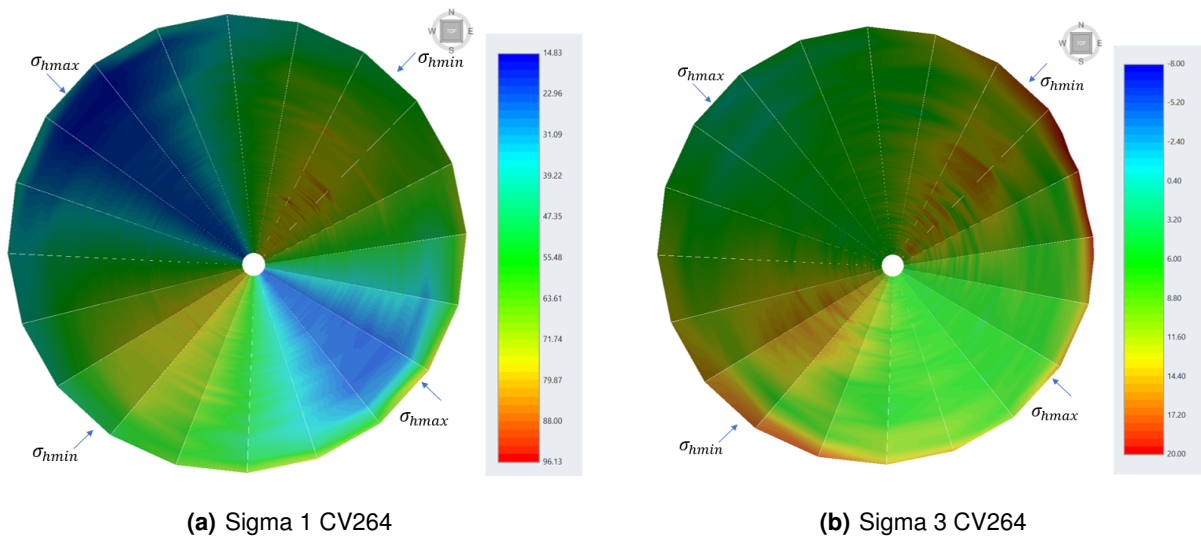 N
W TOP E
S
σhmax
σhmin
σhmax
σhmin
14.83
22.96
31.09
39.22
47.35
55.48
63.61
71.74
79.87
88.00
96.13
(a) Sigma 1 CV264
N
W TOP E
S
σhmax
σhmin
σhmax
σhmin
-8.00
-5.20
-2.40
0.40
3.20
6.00
8.80
11.60
14.40
17.20
20.00
(b) Sigma 3 CV264